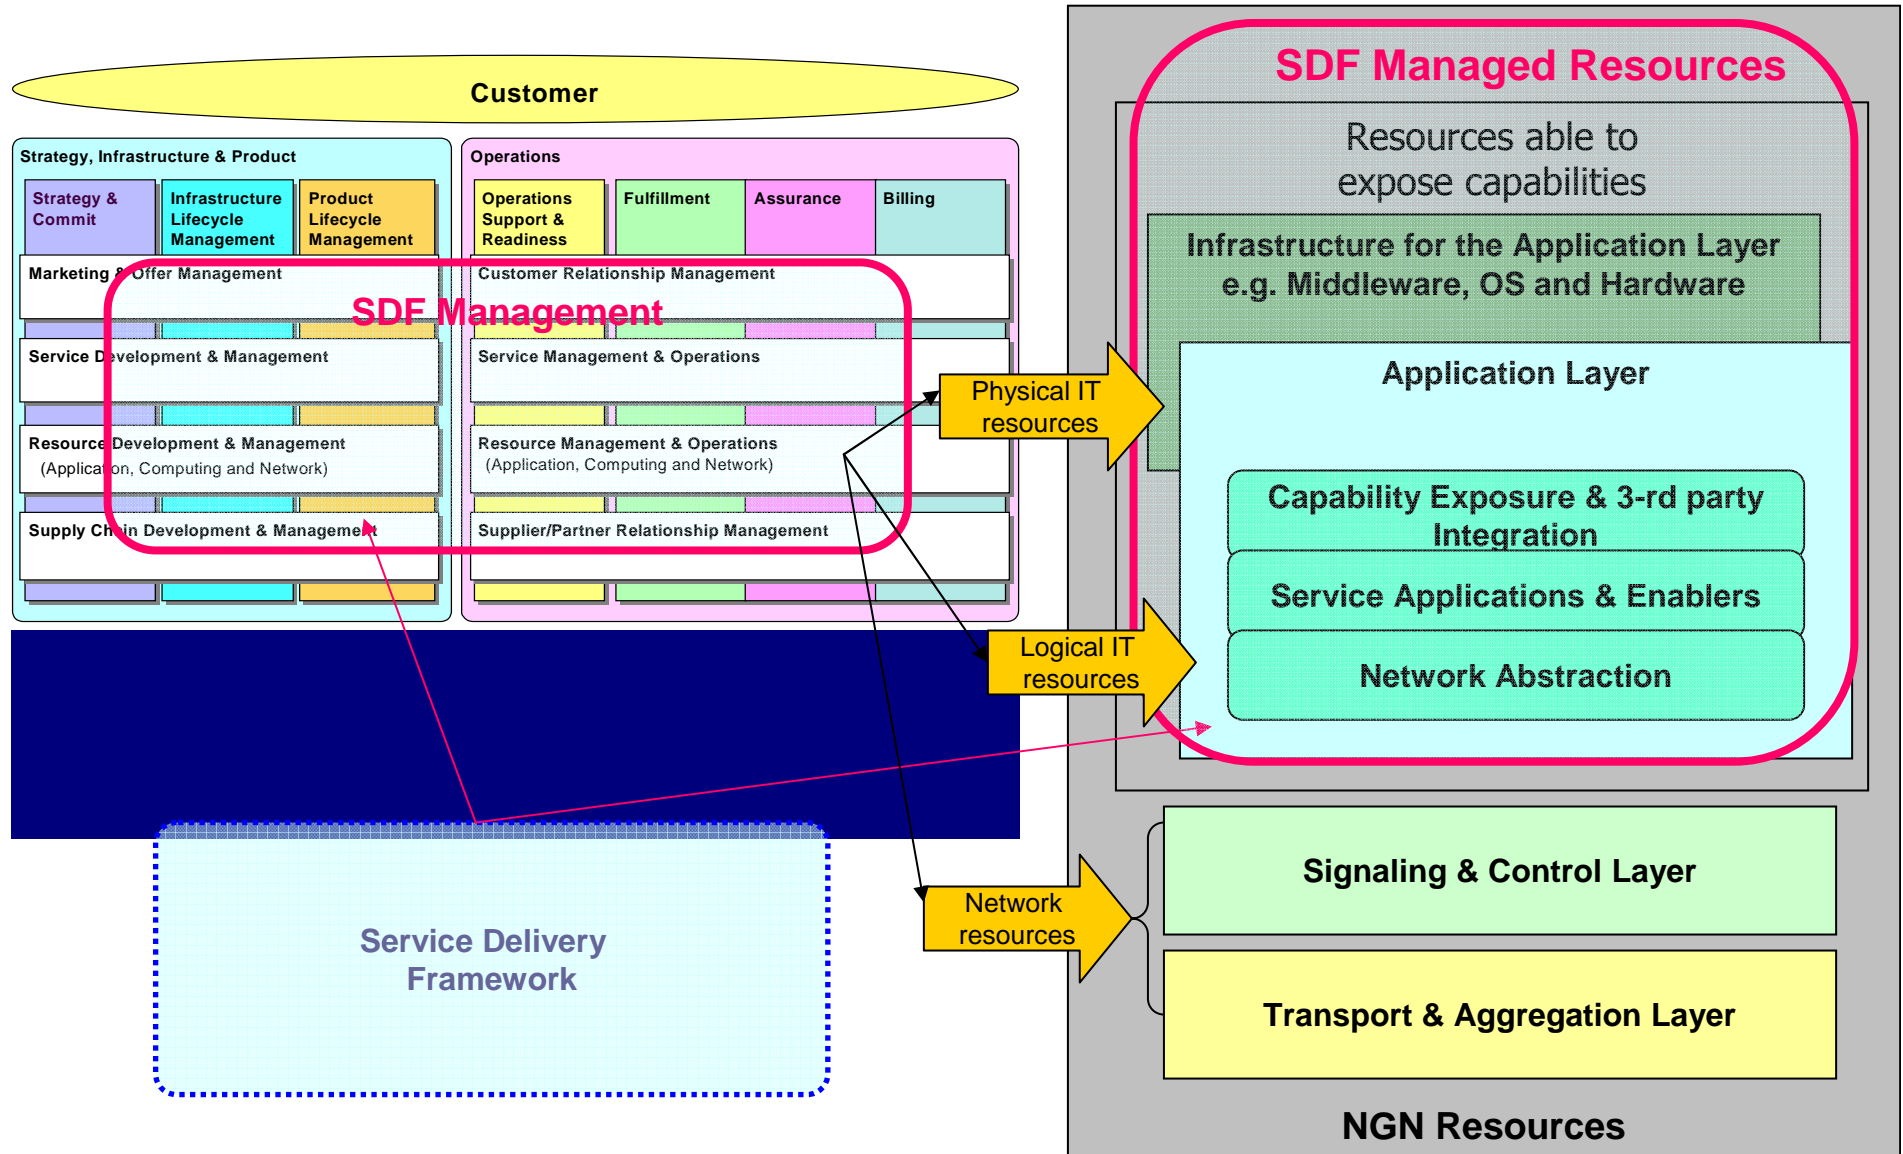 Customer
Strategy, Infrastructure & Product
Strategy &
Commit
Infrastructure
Lifecycle
Management
Product
Lifecycle
Management
Marketing & Offer Management
Service Development & Management
Resource Development & Management
(Application, Computing and Network)
Supply Chain Development & Management
Operations
Operations
Support &
Readiness
Fulfillment
Assurance
Billing
Customer Relationship Management
Service Management & Operations
Resource Management & Operations
(Application, Computing and Network)
Supplier/Partner Relationship Management
SDF Management
Physical IT
resources
Logical IT
resources
Network
resources
Service Delivery
Framework
SDF Managed Resources
Resources able to
expose capabilities
Infrastructure for the Application Layer
e.g. Middleware, OS and Hardware
Application Layer
Capability Exposure & 3-rd party
Integration
Service Applications & Enablers
Network Abstraction
Signaling & Control Layer
Transport & Aggregation Layer
NGN Resources